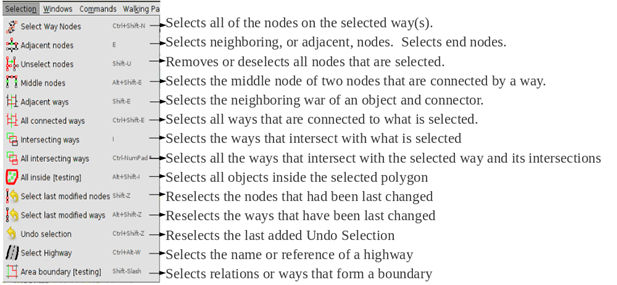 Selection Windows Commands Walking Pa
Select Way Nodes Ctrl+Shift-N Selects all of the nodes on the selected way(s).
Adjacent nodes E Selects neighboring, or adjacent, nodes. Selects end nodes.
Unselect nodes Shift-U Removes or deselects all nodes that are selected.
Middle nodes Alt+Shift-E Selects the middle node of two nodes that are connected by a way.
Adjacent ways Shift-E Selects the neighboring war of an object and connector.
All connected ways Ctrl+Shift-E Selects all ways that are connected to what is selected.
Intersecting ways I Selects the ways that intersect with what is selected
All intersecting ways Ctrl-NumPad * Selects all the ways that intersect with the selected way and its intersections
All inside [testing] Alt+Shift-I Selects all objects inside the selected polygon
Select last modified nodes Shift-Z Reselects the nodes that had been last changed
Select last modified ways Alt+Shift-Z Reselects the ways that have been last changed
Undo selection Ctrl+Shift-Z Reselects the last added Undo Selection
Select Highway Ctrl+Alt-W Selects the name or reference of a highway
Area boundary [testing] Shift-Slash Selects relations or ways that form a boundary